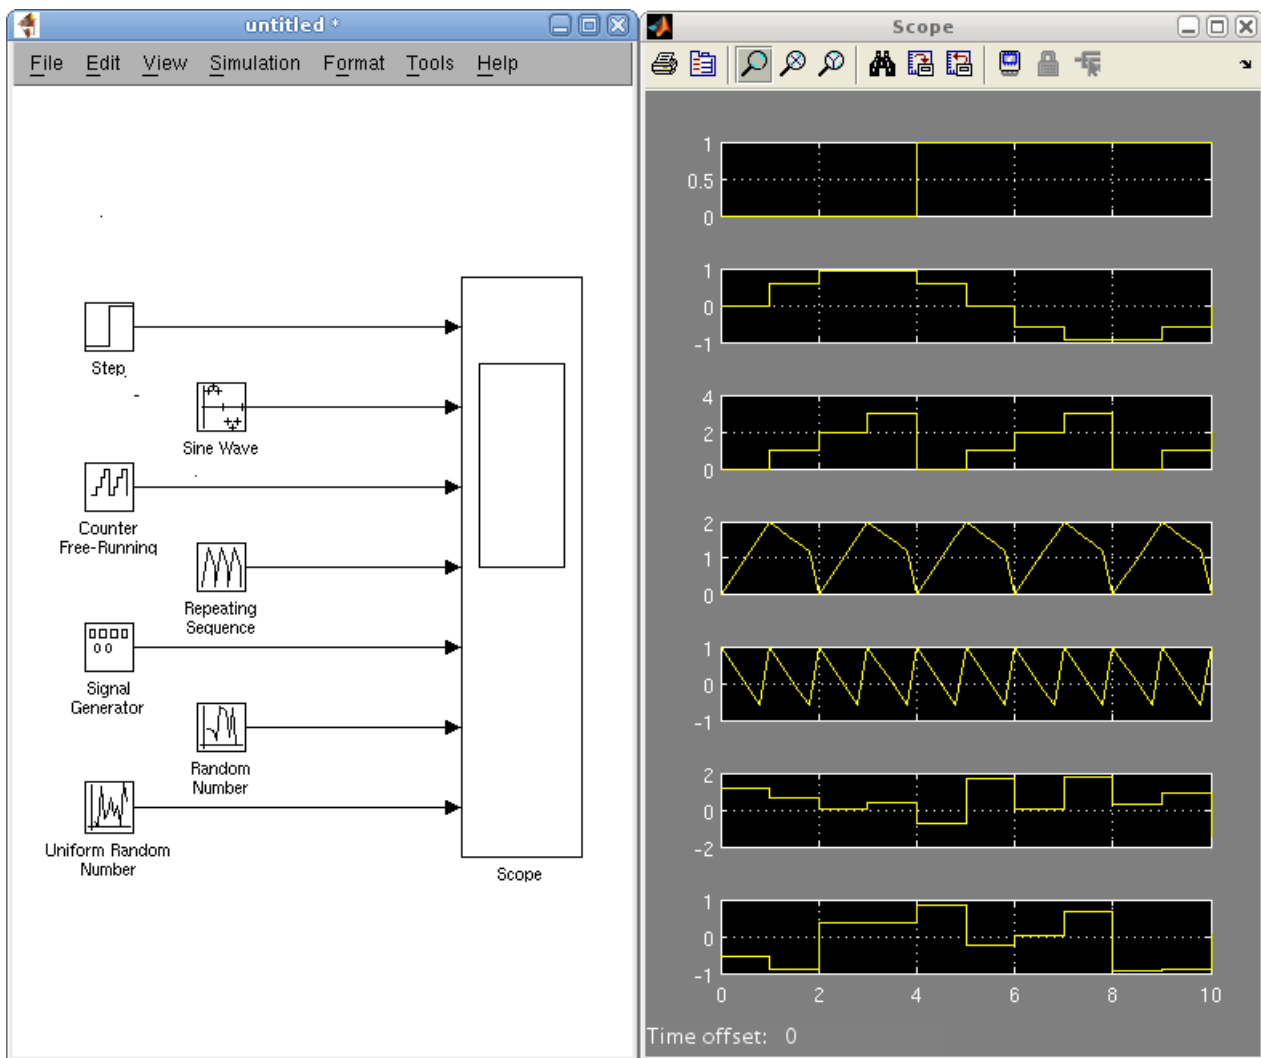 untitled *
File Edit View Simulation Format Tools Help
Step
Sine Wave
Counter
Free-Running
Repeating
Sequence
Signal
Generator
Random
Number
Uniform Random
Number
Scope
Scope
1
0.5
0
1
0
-1
4
2
0
2
1
0
1
0
-1
2
0
-2
1
0
-1
0 2 4 6 8 10
Time offset: 0